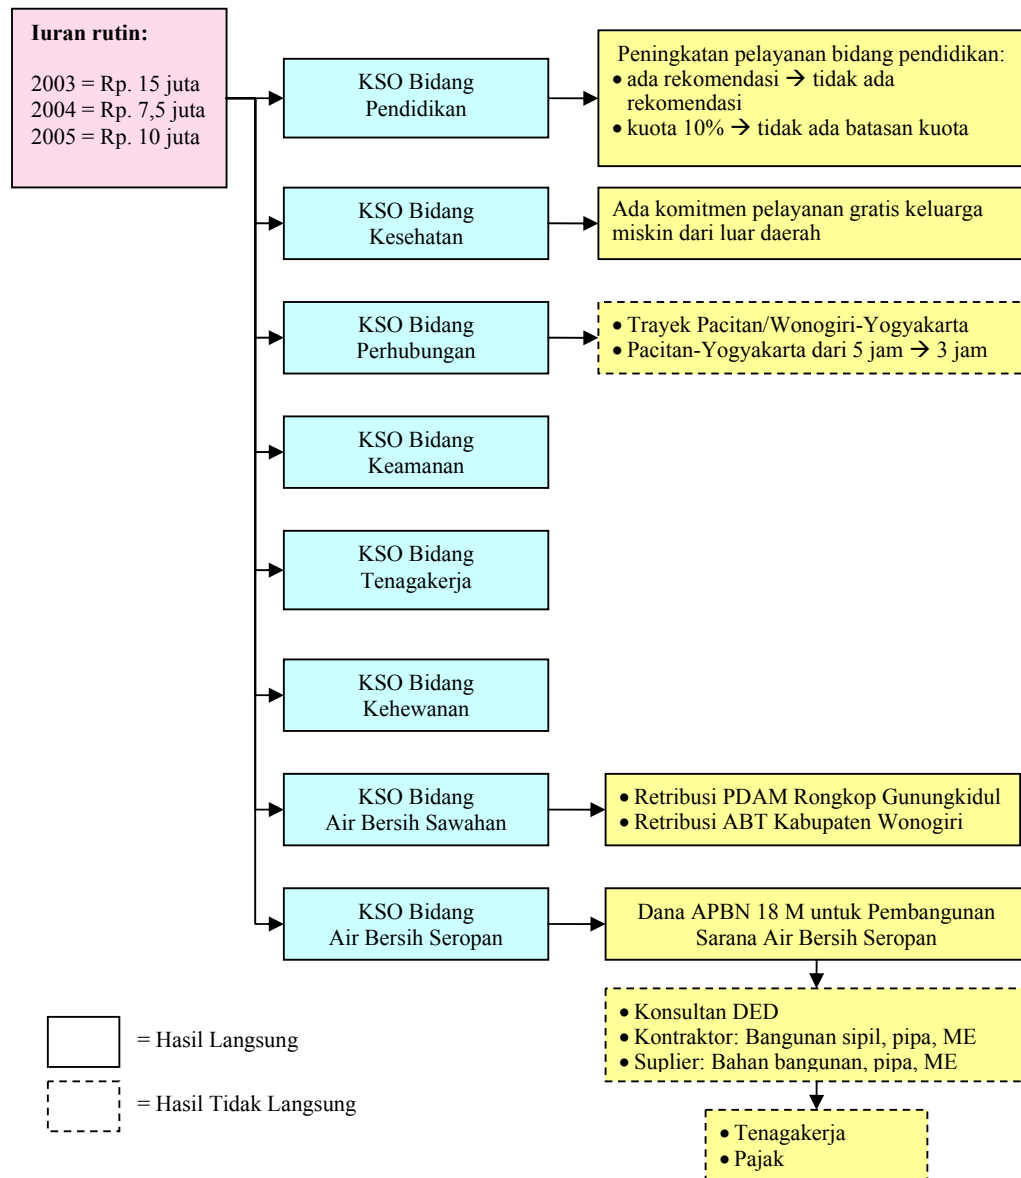 Iuran rutin:
2003 = Rp. 15 juta
2004 = Rp. 7,5 juta
2005 = Rp. 10 juta
KSO Bidang
Pendidikan
Peningkatan pelayanan bidang pendidikan:
• ada rekomendasi → tidak ada
rekomendasi
• kuota 10% → tidak ada batasan kuota
KSO Bidang
Kesehatan
Ada komitmen pelayanan gratis keluarga
miskin dari luar daerah
KSO Bidang
Perhubungan
• Trayek Pacitan/Wonogiri-Yogyakarta
• Pacitan-Yogyakarta dari 5 jam → 3 jam
KSO Bidang
Keamanan
KSO Bidang
Tenagakerja
KSO Bidang
Kehewanan
KSO Bidang
Air Bersih Sawahan
• Retribusi PDAM Rongkop Gunungkidul
• Retribusi ABT Kabupaten Wonogiri
KSO Bidang
Air Bersih Seropan
Dana APBN 18 M untuk Pembangunan
Sarana Air Bersih Seropan
• Konsultan DED
• Kontraktor: Bangunan sipil, pipa, ME
• Suplier: Bahan bangunan, pipa, ME
= Hasil Langsung
= Hasil Tidak Langsung
• Tenagakerja
• Pajak